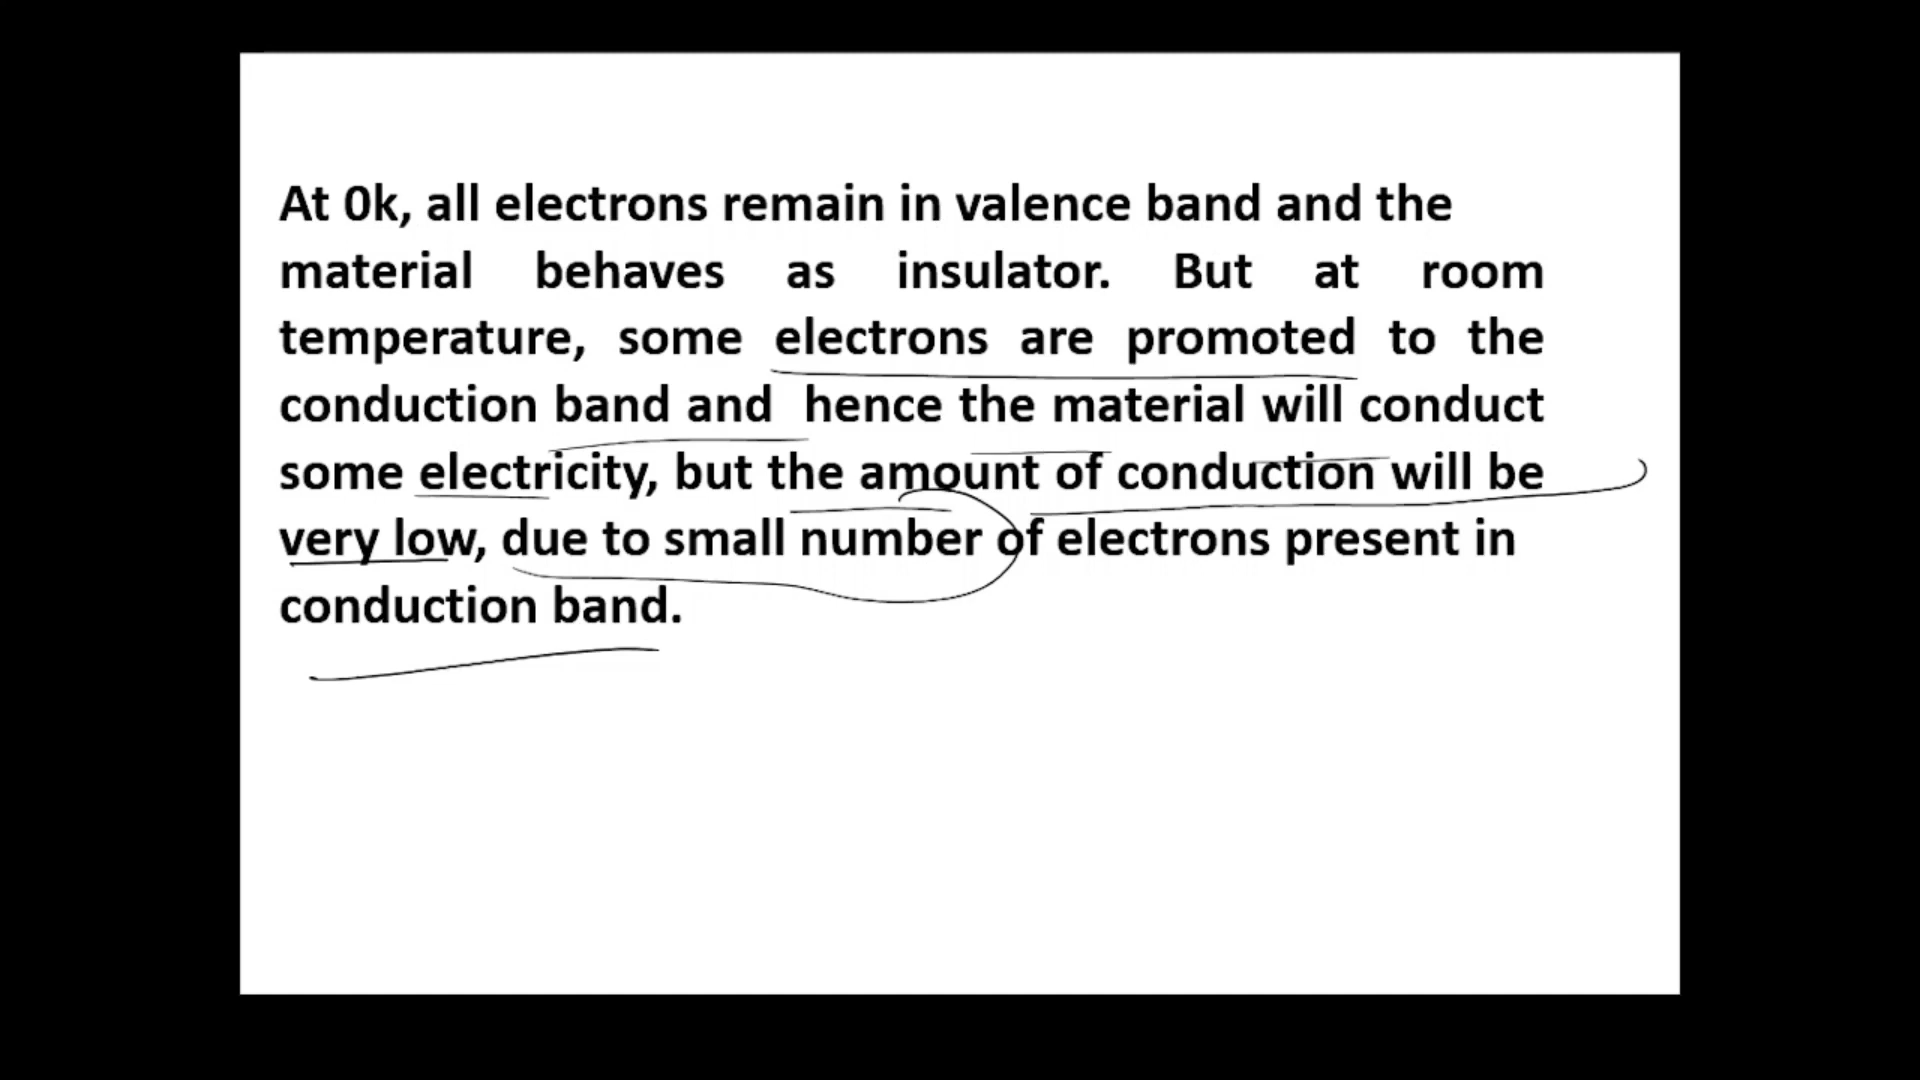 At 0k, all electrons remain in valence band and the
material behaves as insulator. But at room
temperature, some electrons are promoted to the
conduction band and hence the material will conduct
some electricity, but the amount of conduction will be
very low, due to small number of electrons present in
conduction band.